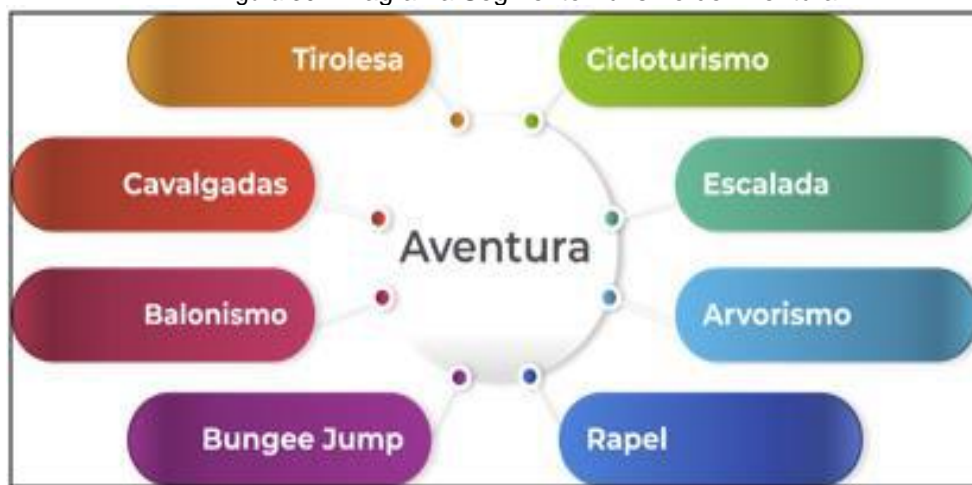 Tirolesa
Cicloturismo
Cavalgadas
Escalada
Aventura
Balonismo
Arvorismo
Bungee Jump
Rapel